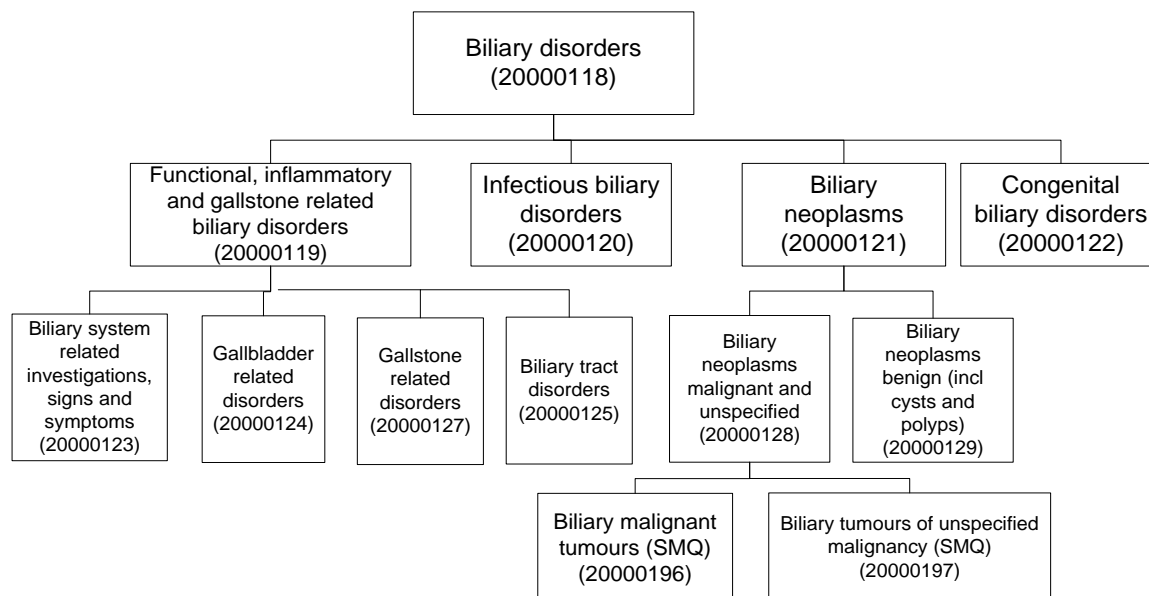 Biliary disorders
(20000118)
Functional, inflammatory
and gallstone related
biliary disorders
(20000119)
Infectious biliary
disorders
(20000120)
Biliary
neoplasms
(20000121)
Congenital
biliary disorders
(20000122)
Biliary system
related
investigations,
signs and
symptoms
(20000123)
Gallbladder
related
disorders
(20000124)
Gallstone
related
disorders
(20000127)
Biliary tract
disorders
(20000125)
Biliary
neoplasms
malignant and
unspecified
(20000128)
Biliary
neoplasms
benign (incl
cysts and
polyps)
(20000129)
Biliary malignant
tumours (SMQ)
(20000196)
Biliary tumours of unspecified
malignancy (SMQ)
(20000197)